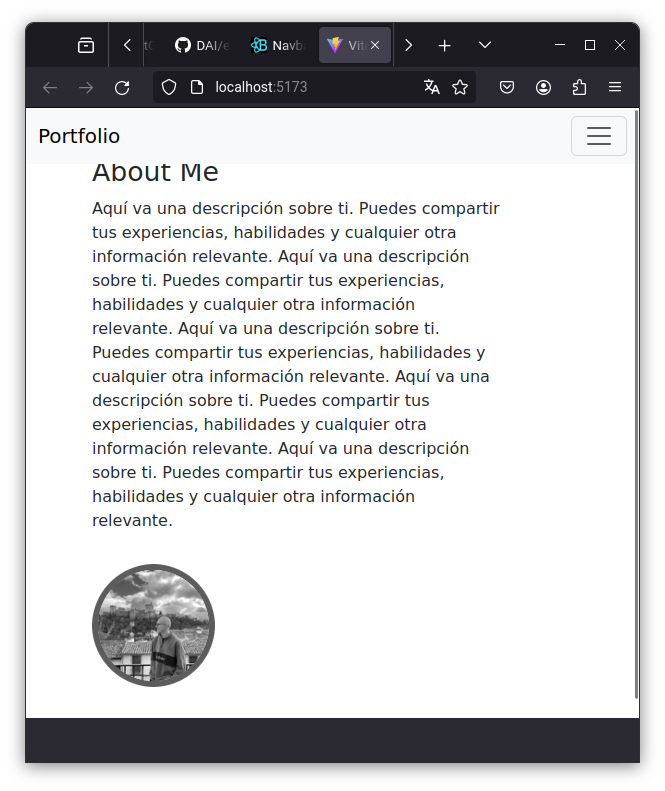 DAI/e
Navb
Vit
localhost:5173
Portfolio
About Me
Aquí va una descripción sobre ti. Puedes compartir
tus experiencias, habilidades y cualquier otra
información relevante. Aquí va una descripción
sobre ti. Puedes compartir tus experiencias,
habilidades y cualquier otra información
relevante. Aquí va una descripción sobre ti.
Puedes compartir tus experiencias, habilidades y
cualquier otra información relevante. Aquí va una
descripción sobre ti. Puedes compartir tus
experiencias, habilidades y cualquier otra
información relevante. Aquí va una descripción
sobre ti. Puedes compartir tus experiencias,
habilidades y cualquier otra información
relevante.